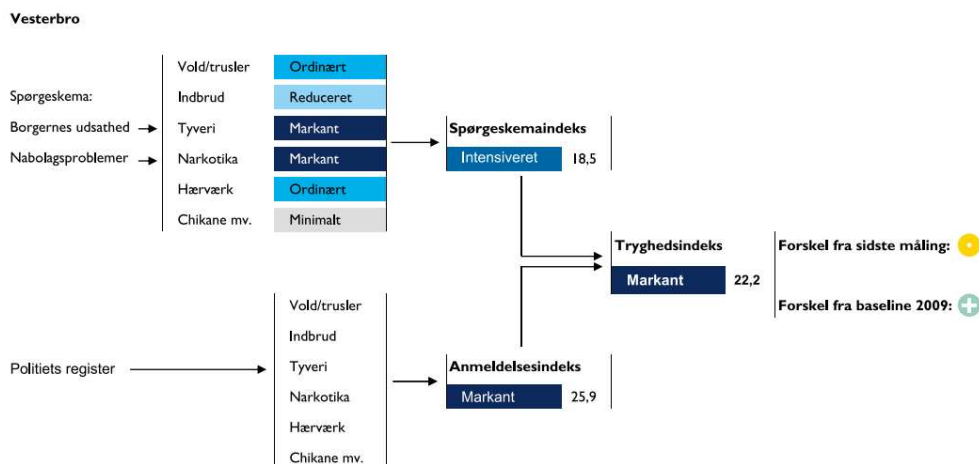 Vesterbro
Spørgeskema:
Borgernes udsathed
Nabolagsproblemer
Vold/trusler Ordinært
Indbrud Reduceret
Tyveri Markant
Narkotika Markant
Hærværk Ordinært
Chikane mv. Minimalt
Spørgeskemaindeks
Intensiveret 18,5
Tryghedsindeks
Markant 22,2
Forskel fra sidste måling:
Forskel fra baseline 2009:
Politiets register
Vold/trusler
Indbrud
Tyveri
Narkotika
Hærværk
Chikane mv.
Anmeldelsesindeks
Markant 25,9